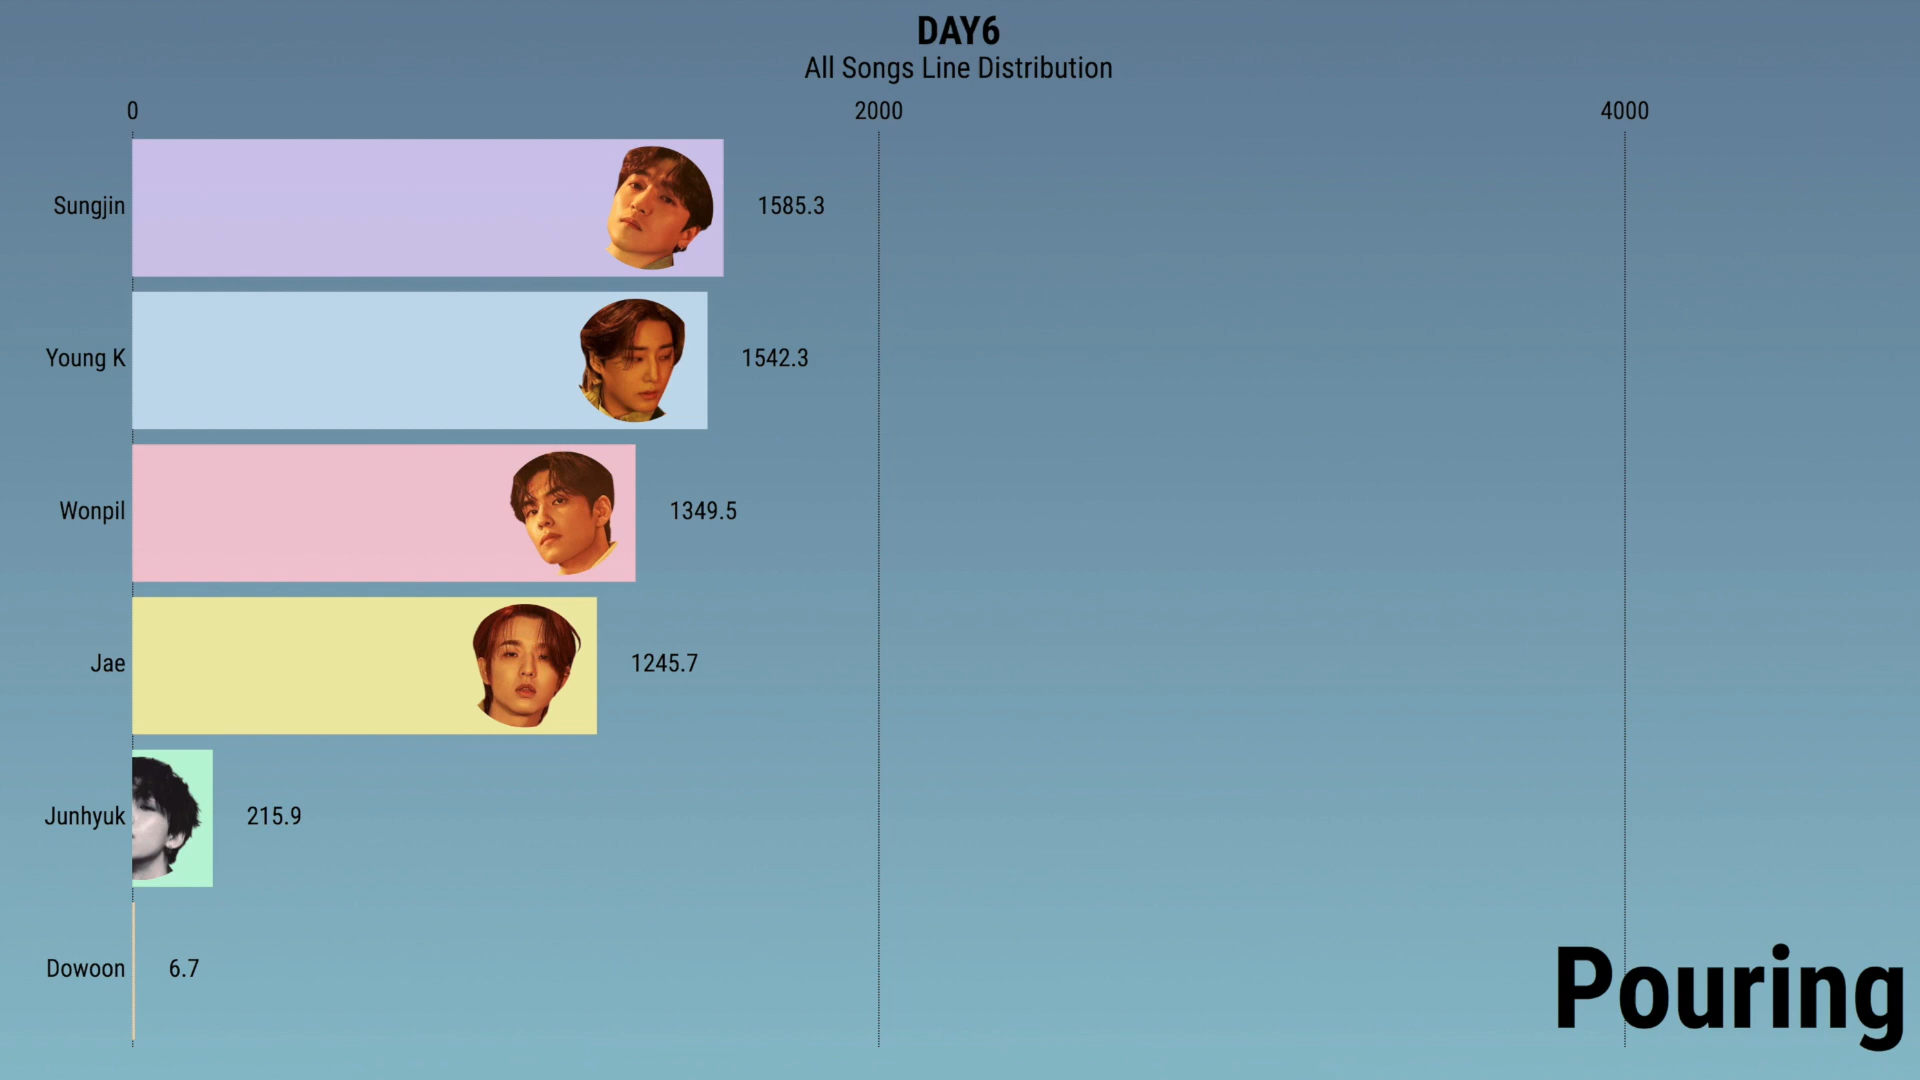 DAY6
All Songs Line Distribution
0 2000 4000
Sungjin 1585.3
Young K 1542.3
Wonpil 1349.5
Jae 1245.7
Junhyuk 215.9
Dowoon 6.7
Pouring